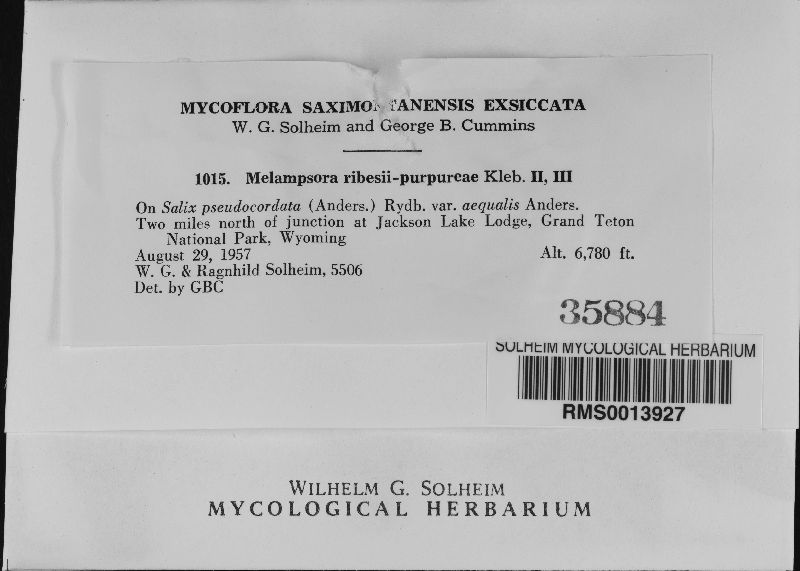 MYCOFLORA SAXIMO TANENSIS EXSICCATA
W. G. Solheim and George B. Cummins
1015. Melampsora ribesii-purpureae Kleb. II, III
On Salix pseudocordata (Anders.) Rydb. var. aequalis Anders.
Two miles north of junction at Jackson Lake Lodge, Grand Teton
National Park, Wyoming
August 29, 1957 Alt. 6,780 ft.
W. G. & Ragnhild Solheim, 5506
Det. by GBC
35884
SOLHEIM MYCOLOGICAL HERBARIUM
RMS0013927
WILHELM G. SOLHEIM
MYCOLOGICAL HERBARIUM